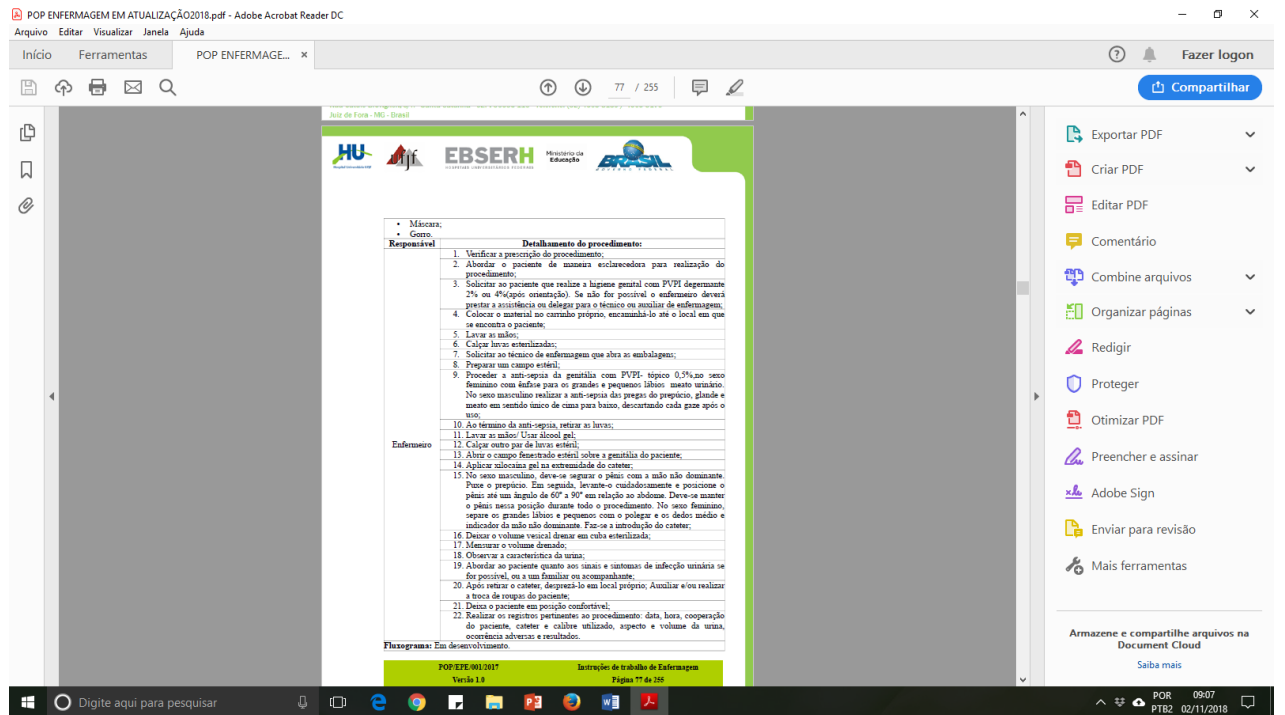 POP ENFERMAGEM EM ATUALIZAÇÃO2018.pdf - Adobe Acrobat Reader DC
Arquivo Editar Visualizar Janela Ajuda
Início Ferramentas POP ENFERMAGE... × Fazer logon
77 / 255 Compartilhar
Juiz de Fora - MG - Brasil
HU ufjf EBSERH Ministério da Educação BRASIL
HOSPITAIS UNIVERSITÁRIOS FEDERAIS
GOVERNO FEDERAL
• Máscara;
• Gorro.
Responsável Detalhamento do procedimento:
Enfermeiro
1. Verificar a prescrição do procedimento;
2. Abordar o paciente de maneira esclarecedora para realização do
procedimento;
3. Solicitar ao paciente que realize a higiene genital com PVPI degermante
2% ou 4%(após orientação). Se não for possível o enfermeiro deverá
prestar a assistência ou delegar para o técnico ou auxiliar de enfermagem;
4. Colocar o material no carrinho próprio, encaminhá-lo até o local em que
se encontra o paciente;
5. Lavar as mãos;
6. Calçar luvas esterilizadas;
7. Solicitar ao técnico de enfermagem que abra as embalagens;
8. Preparar um campo estéril;
9. Proceder a anti-sepsia da genitália com PVPI- tópico 0,5%,no sexo
feminino com ênfase para os grandes e pequenos lábios meato urinário.
No sexo masculino realizar a anti-sepsia das pregas do prepúcio, glande e
meato em sentido único de cima para baixo, descartando cada gaze após o
uso;
10. Ao término da anti-sepsia, retirar as luvas;
11. Lavar as mãos/ Usar álcool gel;
12. Calçar outro par de luvas estéril;
13. Abrir o campo fenestrado estéril sobre a genitália do paciente;
14. Aplicar xilocaína gel na extremidade do cateter;
15. No sexo masculino, deve-se segurar o pênis com a mão não dominante.
Puxe o prepúcio. Em seguida, levante-o cuidadosamente e posicione o
pênis até um ângulo de 60° a 90° em relação ao abdome. Deve-se manter
o pênis nessa posição durante todo o procedimento. No sexo feminino,
separe os grandes lábios e pequenos com o polegar e os dedos médio e
indicador da mão não dominante. Faz-se a introdução do cateter;
16. Deixar o volume vesical drenar em cuba esterilizada;
17. Mensurar o volume drenado;
18. Observar a característica da urina;
19. Abordar ao paciente quanto aos sinais e sintomas de infecção urinária se
for possível, ou a um familiar ou acompanhante;
20. Após retirar o cateter, desprezá-lo em local próprio; Auxiliar e/ou realizar
a troca de roupas do paciente;
21. Deixa o paciente em posição confortável;
22. Realizar os registros pertinentes ao procedimento: data, hora, cooperação
do paciente, cateter e calibre utilizado, aspecto e volume da urina,
ocorrência adversas e resultados.
Fluxograma: Em desenvolvimento.
POP/EPE/001/2017 Instruções de trabalho de Enfermagem
Versão 1.0 Página 77 de 255
Exportar PDF
Criar PDF
Editar PDF
Comentário
Combine arquivos
Organizar páginas
Redigir
Proteger
Otimizar PDF
Preencher e assinar
Adobe Sign
Enviar para revisão
Mais ferramentas
Armazene e compartilhe arquivos na
Document Cloud
Saiba mais
Digite aqui para pesquisar
POR 09:07
PTB2 02/11/2018